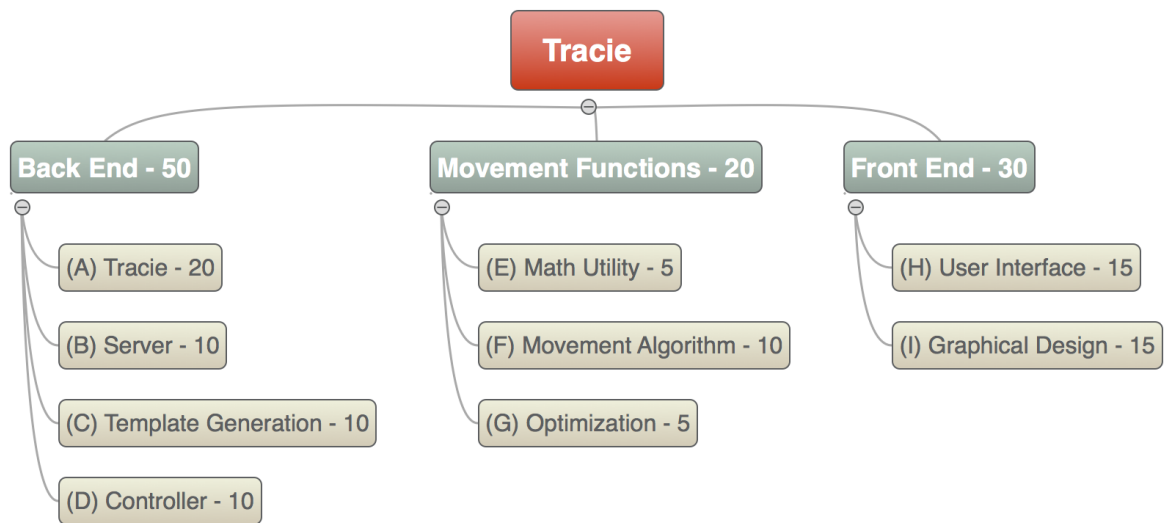 Tracie
Back End - 50
Movement Functions - 20
Front End - 30
(A) Tracie - 20
(B) Server - 10
(C) Template Generation - 10
(D) Controller - 10
(E) Math Utility - 5
(F) Movement Algorithm - 10
(G) Optimization - 5
(H) User Interface - 15
(I) Graphical Design - 15